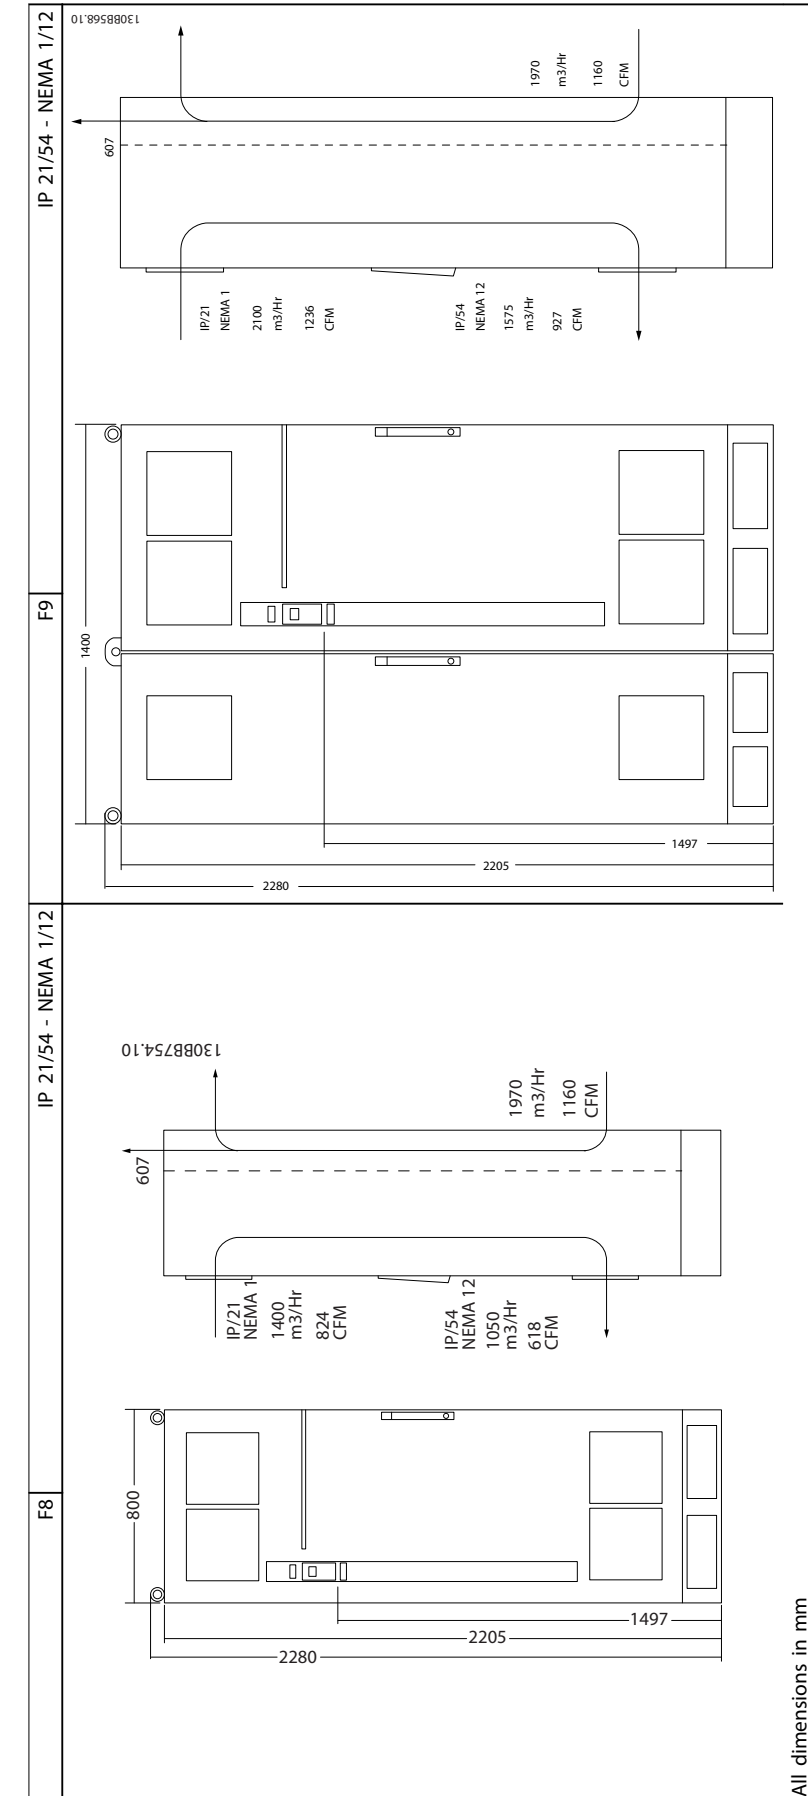 F8
IP 21/54 - NEMA 1/12
F9
IP 21/54 - NEMA 1/12
2280
2205
1497
800
IP/21
NEMA 1
1400
m3/Hr
824
CFM
IP/54
NEMA 12
1050
m3/Hr
618
CFM
607
1970
m3/Hr
1160
CFM
130BB754.10
2280
2205
1497
1400
IP/21
NEMA 1
2100
m3/Hr
1236
CFM
IP/54
NEMA 12
1575
m3/Hr
927
CFM
607
1970
m3/Hr
1160
CFM
130BB568.10
All dimensions in mm